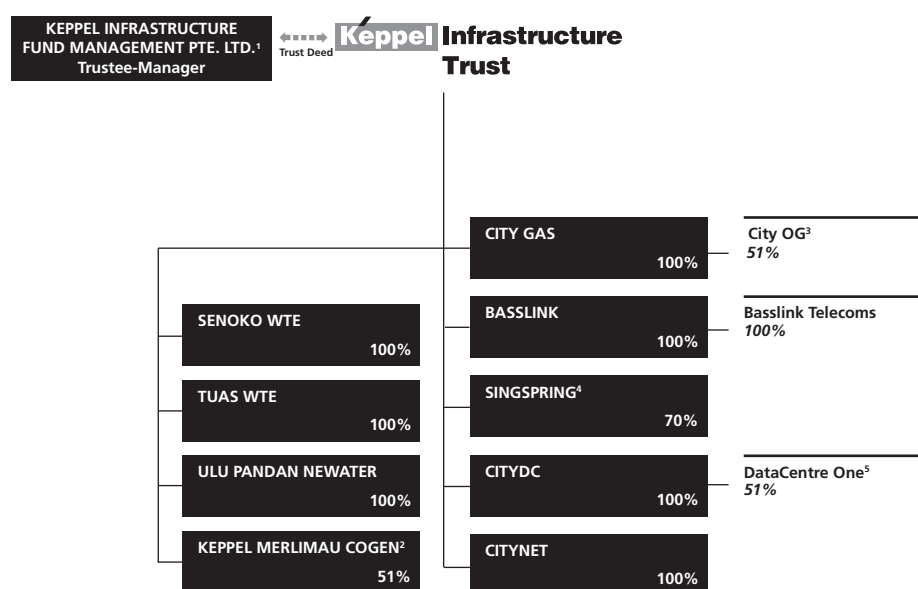 KEPPEL INFRASTRUCTURE
FUND MANAGEMENT PTE. LTD.¹
Trustee-Manager
Trust Deed
Keppel Infrastructure
Trust
CITY GAS
100%
City OG³
51%
SENOKO WTE
100%
BASSLINK
100%
Basslink Telecoms
100%
TUAS WTE
100%
SINGSPRING⁴
70%
ULU PANDAN NEWATER
100%
CITYDC
100%
DataCentre One⁵
51%
KEPPEL MERLIMAU COGEN²
51%
CITYNET
100%